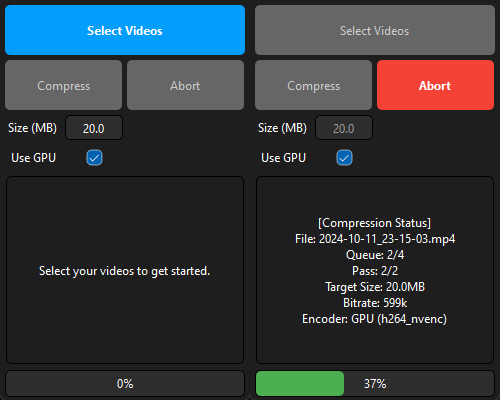 Select Videos
Compress
Abort
Size (MB)
20.0
Use GPU
Select your videos to get started.
0%
Select Videos
Compress
Abort
Size (MB)
20.0
Use GPU
[Compression Status]
File: 2024-10-11_23-15-03.mp4
Queue: 2/4
Pass: 2/2
Target Size: 20.0MB
Bitrate: 599k
Encoder: GPU (h264_nvenc)
37%